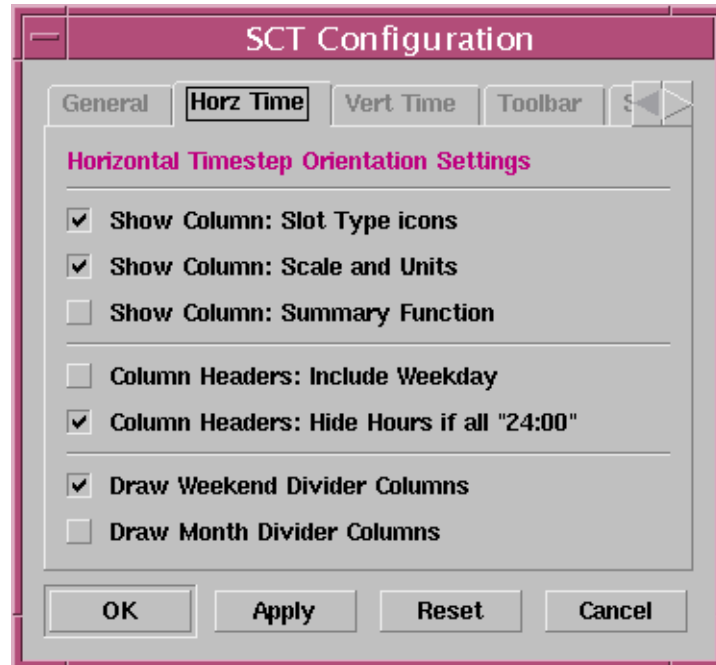 SCT Configuration
General Horz Time Vert Time Toolbar
Horizontal Timestep Orientation Settings
Show Column: Slot Type icons
Show Column: Scale and Units
Show Column: Summary Function
Column Headers: Include Weekday
Column Headers: Hide Hours if all "24:00"
Draw Weekend Divider Columns
Draw Month Divider Columns
OK Apply Reset Cancel